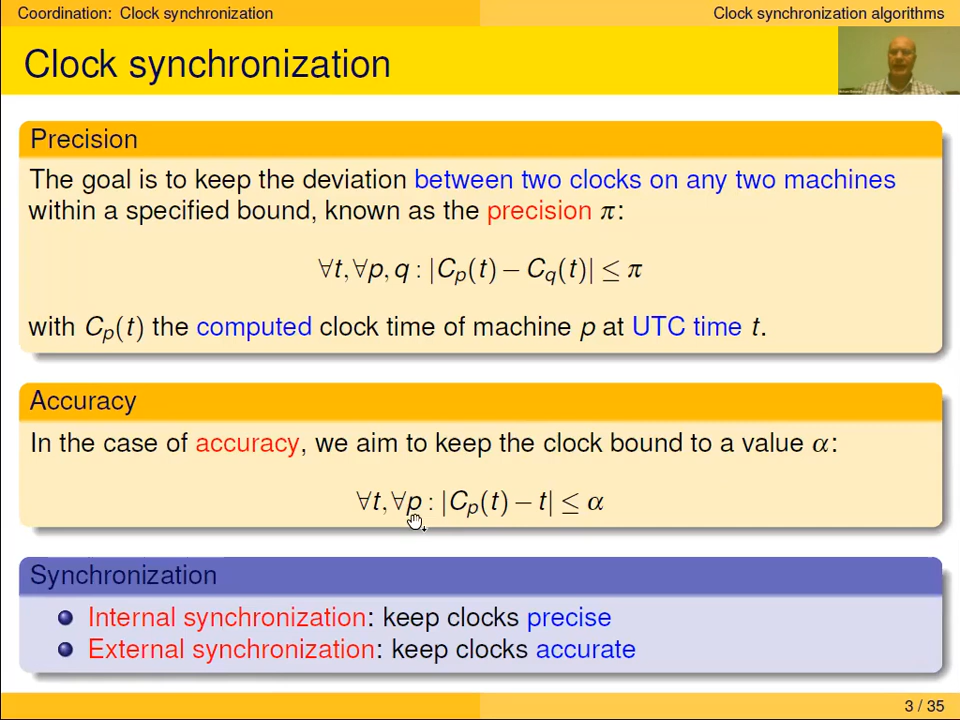 Coordination: Clock synchronization
Clock synchronization algorithms
Clock synchronization
Precision
The goal is to keep the deviation between two clocks on any two machines
within a specified bound, known as the precision π:
∀t,∀p,q : |Cp(t) − Cq(t)| ≤ π
with Cp(t) the computed clock time of machine p at UTC time t.
Accuracy
In the case of accuracy, we aim to keep the clock bound to a value α:
∀t,∀p : |Cp(t) − t| ≤ α
Synchronization
Internal synchronization: keep clocks precise
External synchronization: keep clocks accurate
3 / 35